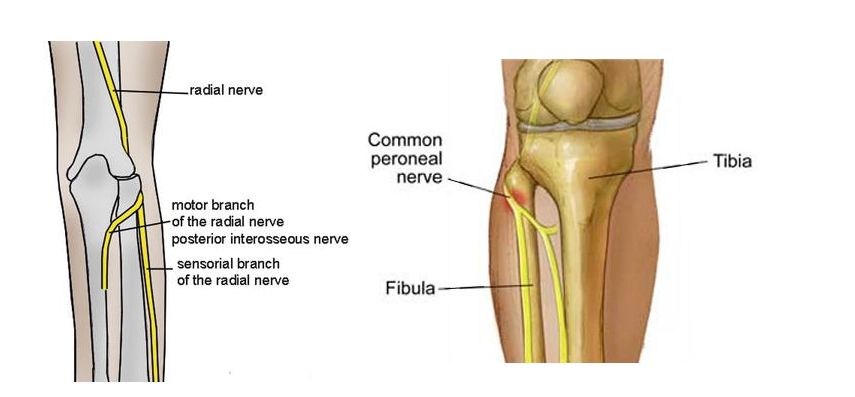 radial nerve
motor branch
of the radial nerve
posterior interosseous nerve
sensorial branch
of the radial nerve
Common
peroneal
nerve
Tibia
Fibula